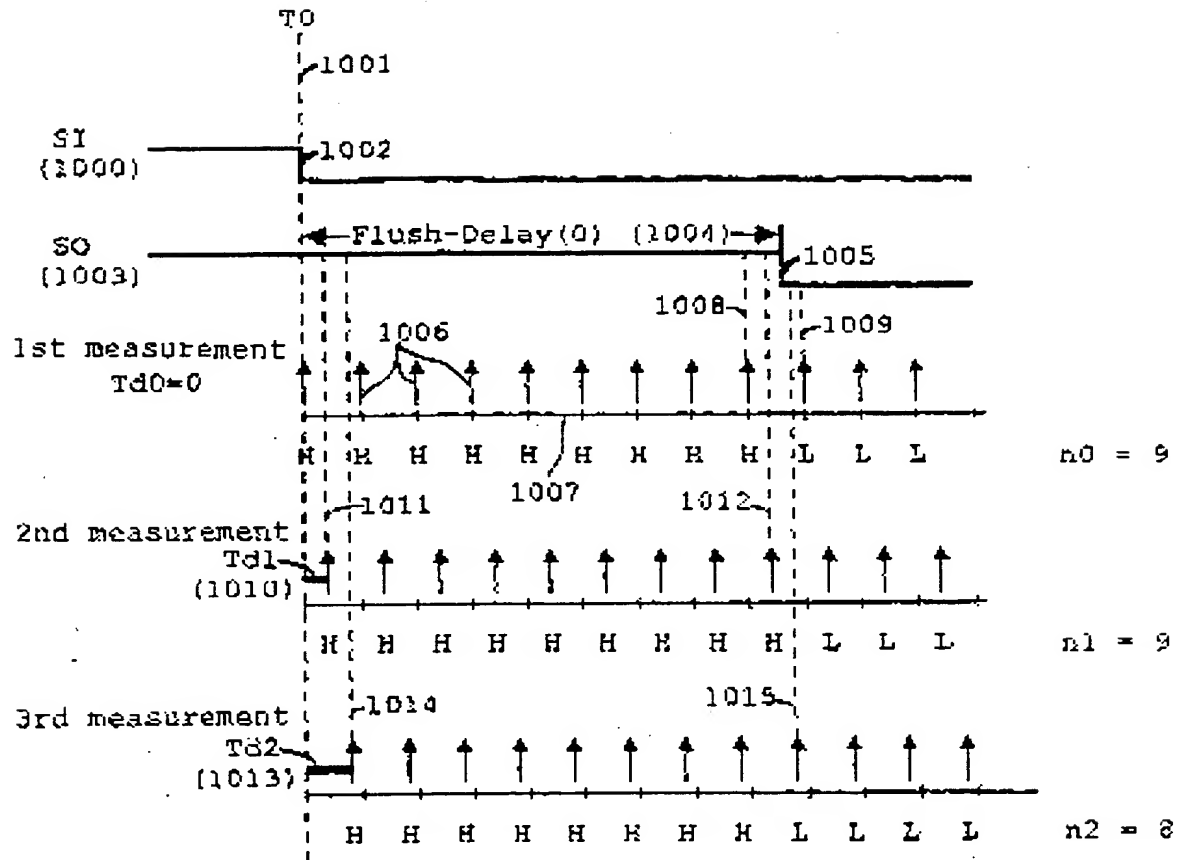 T0
1001
SI
(1000)
1002
Flush-Delay(0) (1004)
SO
(1003)
1005
1008
1009
1st measurement
Td0=0
1006
H H H H H H H H H L L L
n0 = 9
1007
1011
1012
2nd measurement
Td1
(1010)
H H H H H H H H H L L L
n1 = 9
1014
1015
3rd measurement
Td2
(1013)
H H H H H H H H L L L L
n2 = 8